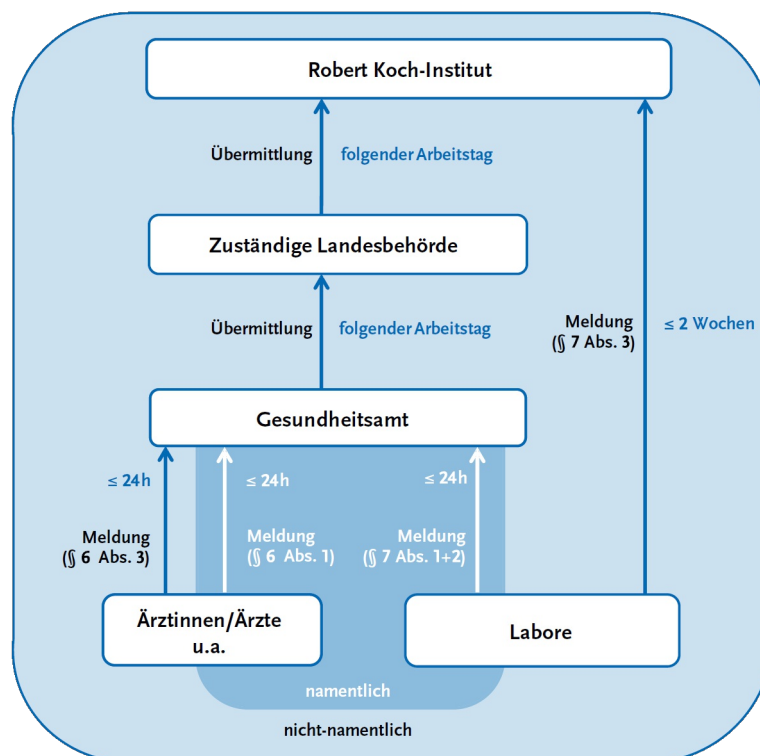 Robert Koch-Institut
Übermittlung folgender Arbeitstag
Zuständige Landesbehörde
Übermittlung folgender Arbeitstag
Meldung
(§ 7 Abs. 3)
≤ 2 Wochen
Gesundheitsamt
≤ 24h
≤ 24h
≤ 24h
Meldung
(§ 6 Abs. 3)
Meldung
(§ 6 Abs. 1)
Meldung
(§ 7 Abs. 1+2)
Ärztinnen/Ärzte
u.a.
Labore
namentlich
nicht-namentlich